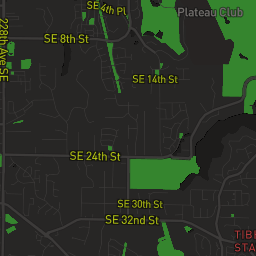 SE 4th Pl
Plateau Club
228th Ave SE
SE 8th St
SE 14th St
SE 24th St
SE 30th St
SE 32nd St
TIB
STA